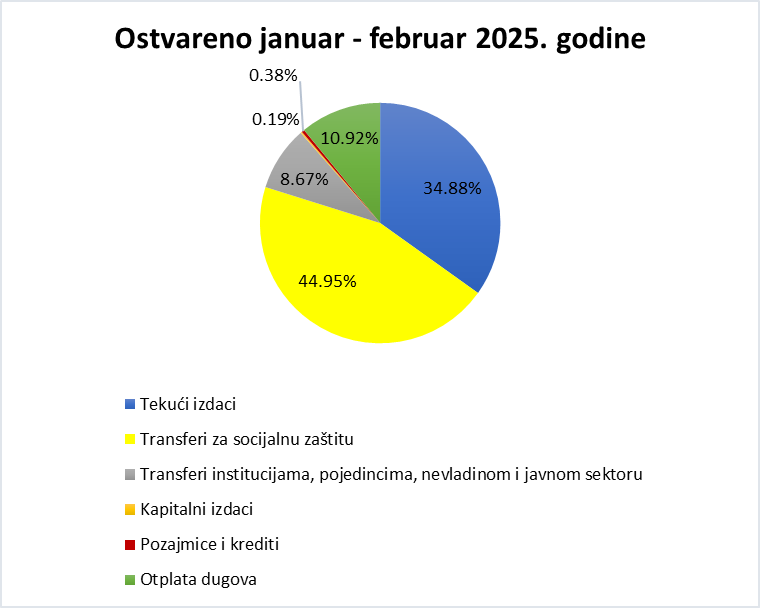 Ostvareno januar - februar 2025. godine
0.38%
0.19%
10.92%
8.67%
34.88%
44.95%
Tekući izdaci
Transferi za socijalnu zaštitu
Transferi institucijama, pojedincima, nevladinom i javnom sektoru
Kapitalni izdaci
Pozajmice i krediti
Otplata dugova